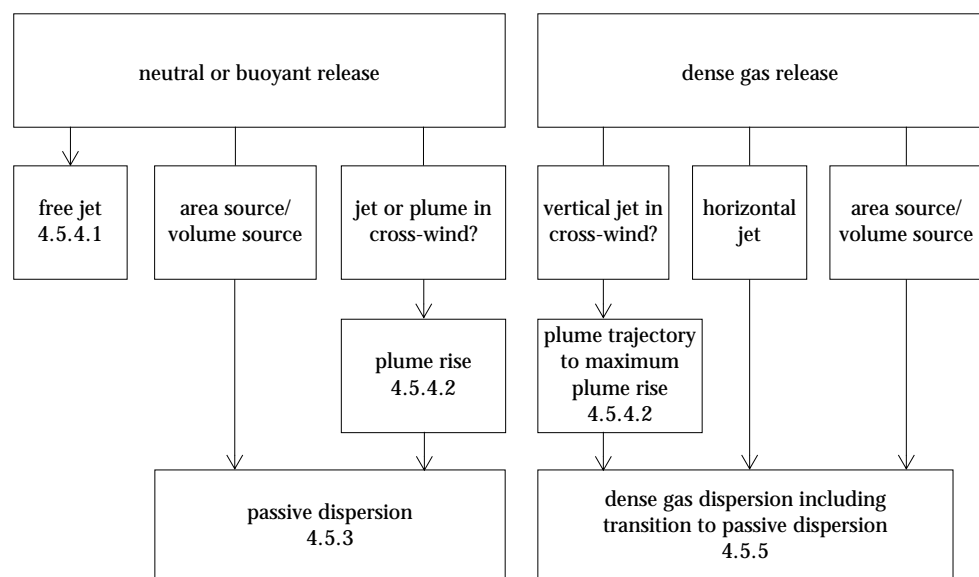 neutral or buoyant release
dense gas release
free jet
4.5.4.1
area source/
volume source
jet or plume in
cross-wind?
vertical jet in
cross-wind?
horizontal
jet
area source/
volume source
plume rise
4.5.4.2
plume trajectory
to maximum
plume rise
4.5.4.2
passive dispersion
4.5.3
dense gas dispersion including
transition to passive dispersion
4.5.5